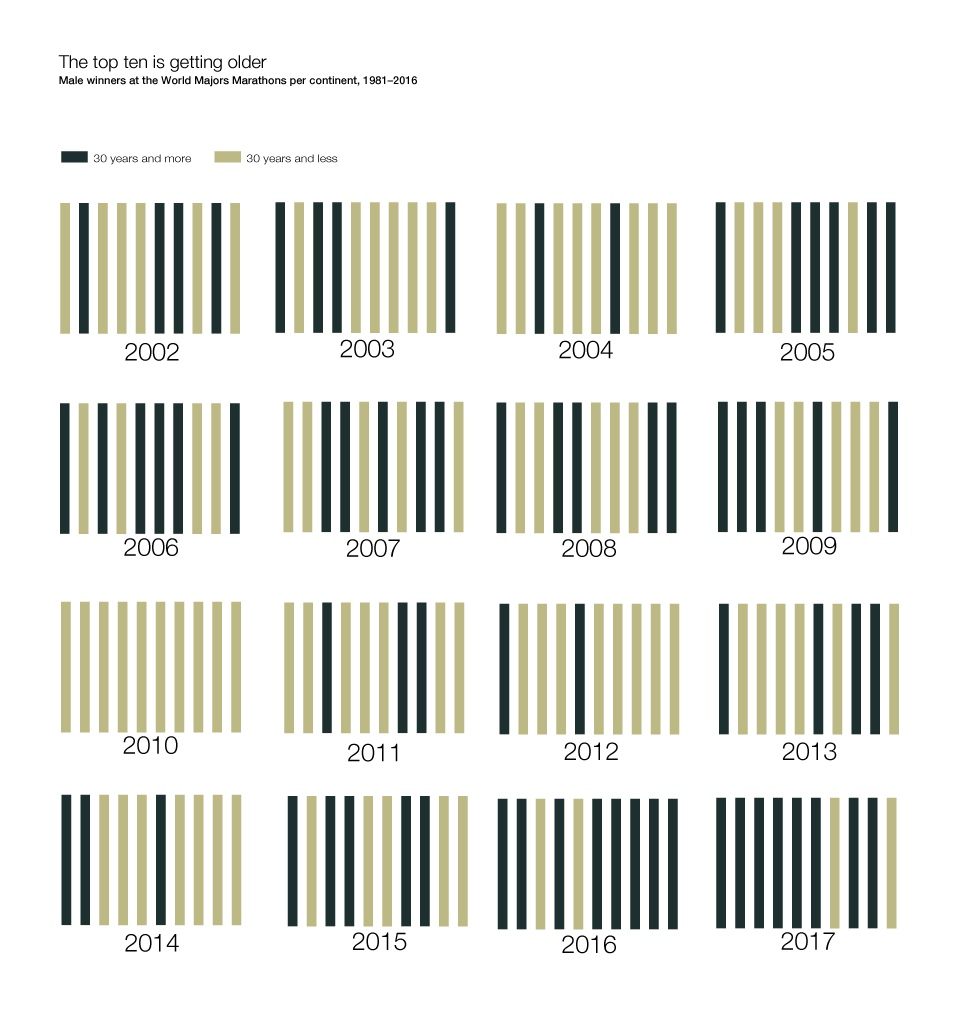 The top ten is getting older
Male winners at the World Majors Marathons per continent, 1981–2016
30 years and more 30 years and less
2002 2003 2004 2005
2006 2007 2008 2009
2010 2011 2012 2013
2014 2015 2016 2017